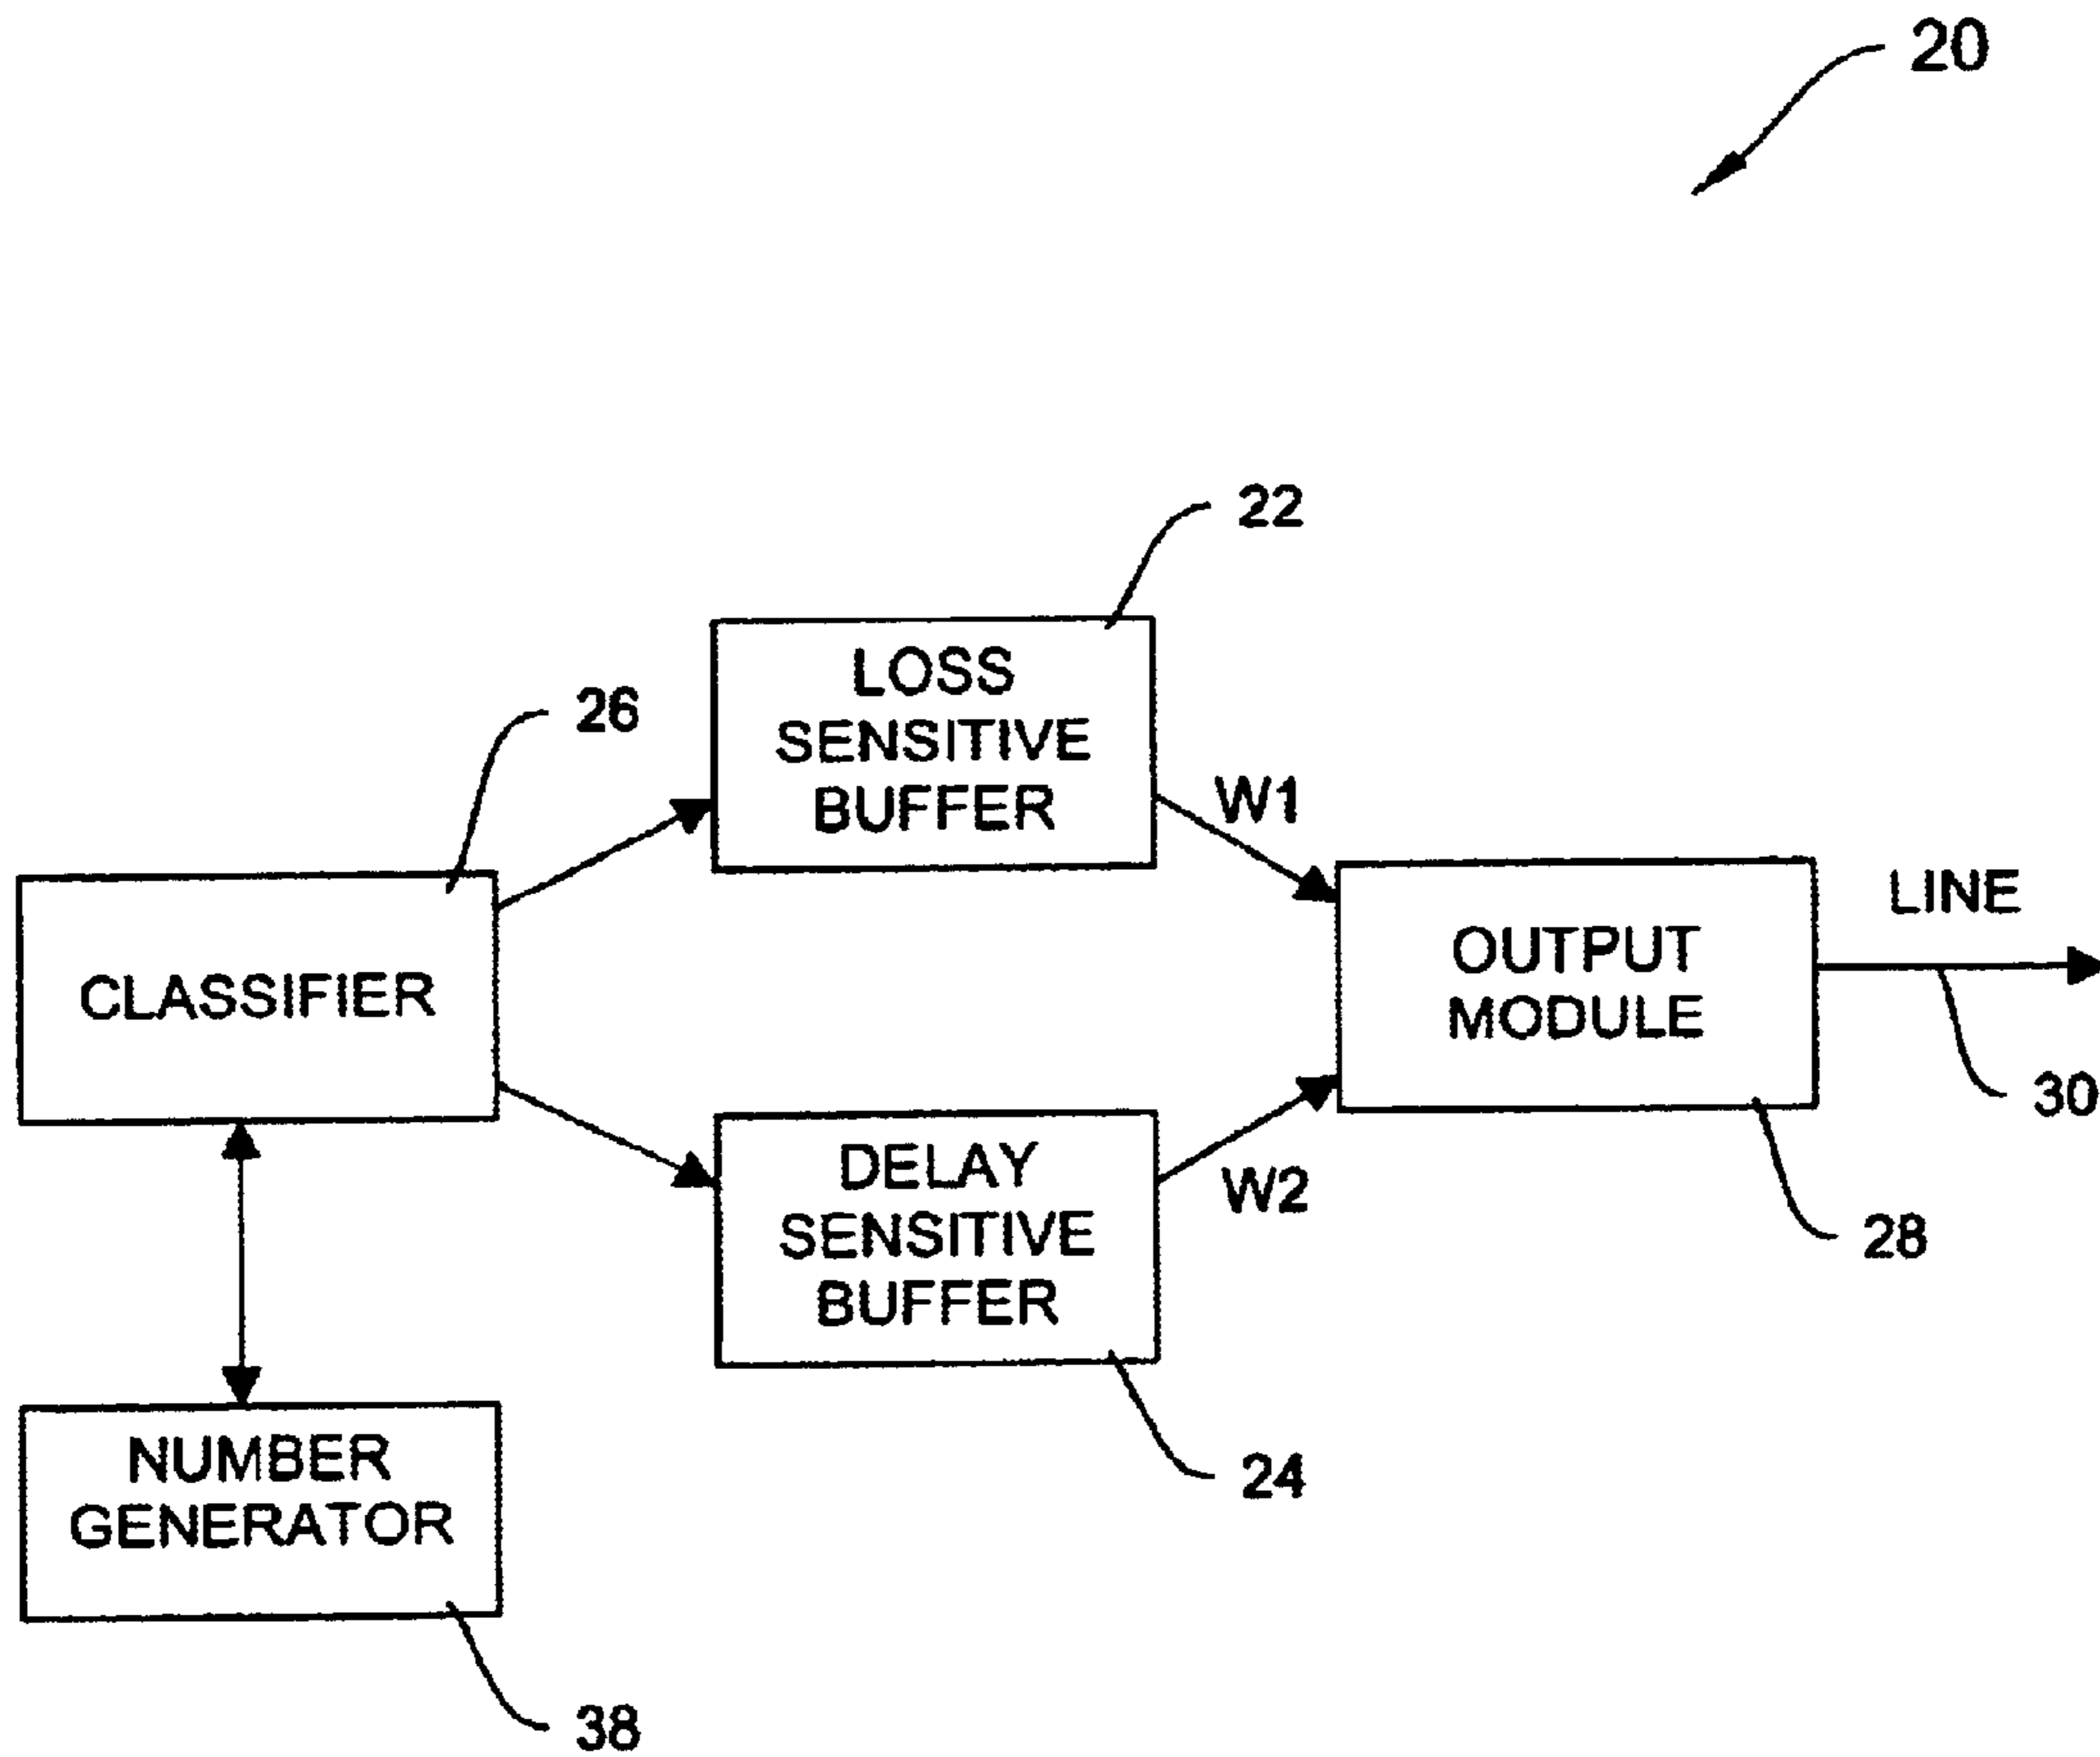 20
22
LOSS
SENSITIVE
BUFFER
26
W1
CLASSIFIER
LINE
OUTPUT
MODULE
30
DELAY
SENSITIVE
BUFFER
W2
28
24
NUMBER
GENERATOR
38